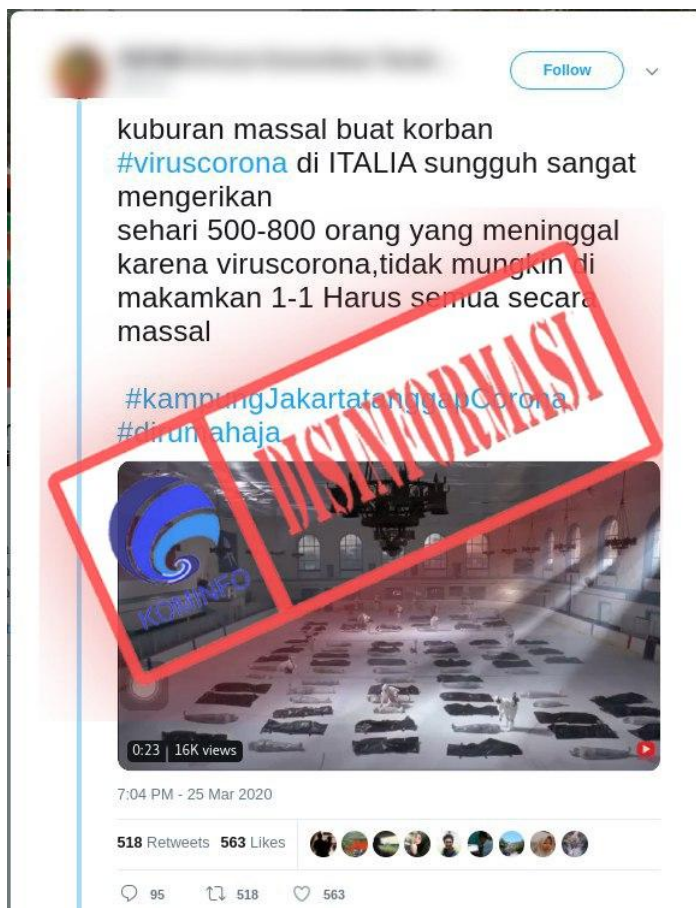 Follow
kuburan massal buat korban
#viruscorona di ITALIA sungguh sangat
mengerikan
sehari 500-800 orang yang meninggal
karena viruscorona,tidak mungkin di
makamkan 1-1 Harus semua secara
massal
#kampungJakartatanggapCorona
#dirumahaja
DISINFORMASI
KOMINFO
0:23 | 16K views
7:04 PM - 25 Mar 2020
518 Retweets 563 Likes
95 518 563